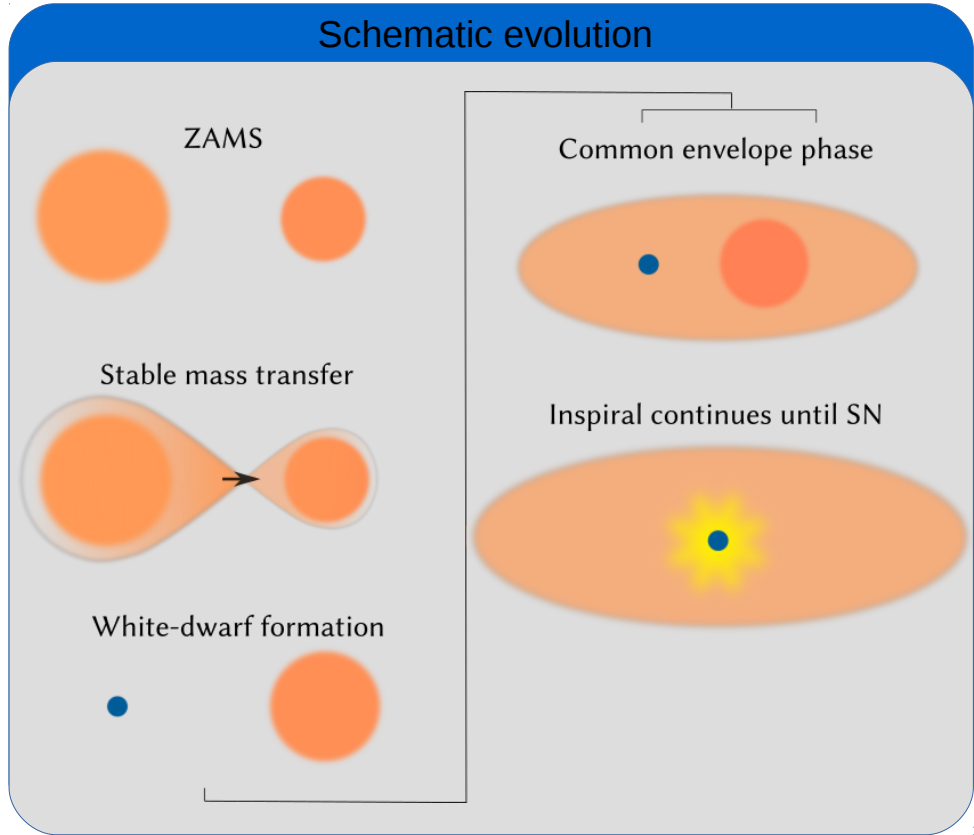 Schematic evolution
ZAMS
Stable mass transfer
White-dwarf formation
Common envelope phase
Inspiral continues until SN